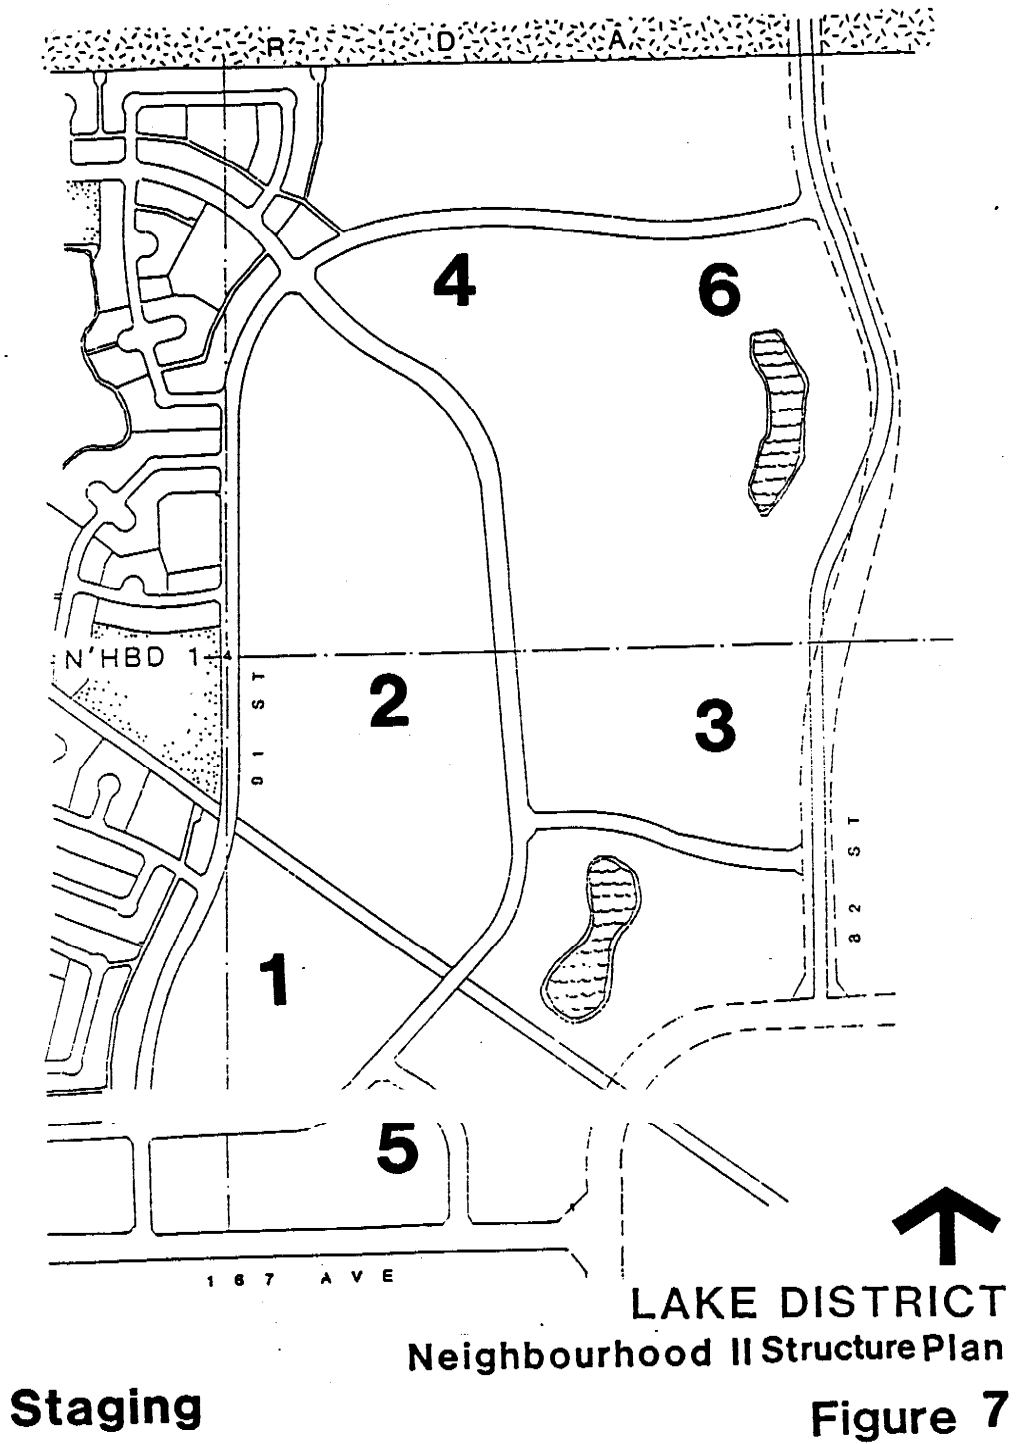 R D A
4
6
N'HBD 1
2
91 ST
3
82 ST
1
5
167 AVE
LAKE DISTRICT
Neighbourhood II Structure Plan
Staging
Figure 7